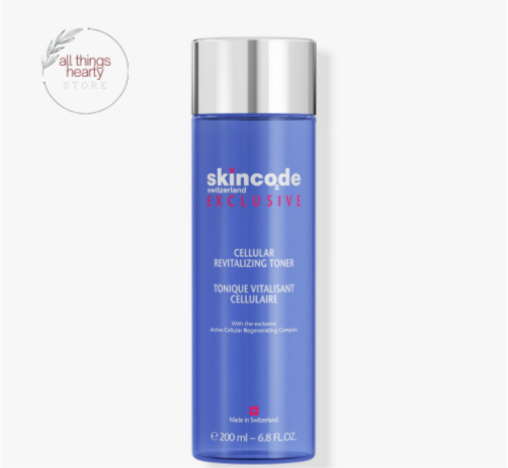 all things
hearty
STORE
skincode
switzerland
EXCLUSIVE
CELLULAR
REVITALIZING TONER
TONIQUE VITALISANT
CELLULAIRE
With the exclusive
Active Cellular Regenerating Complex
Made in Switzerland
℮ 200 ml – 6.8 FL.OZ.